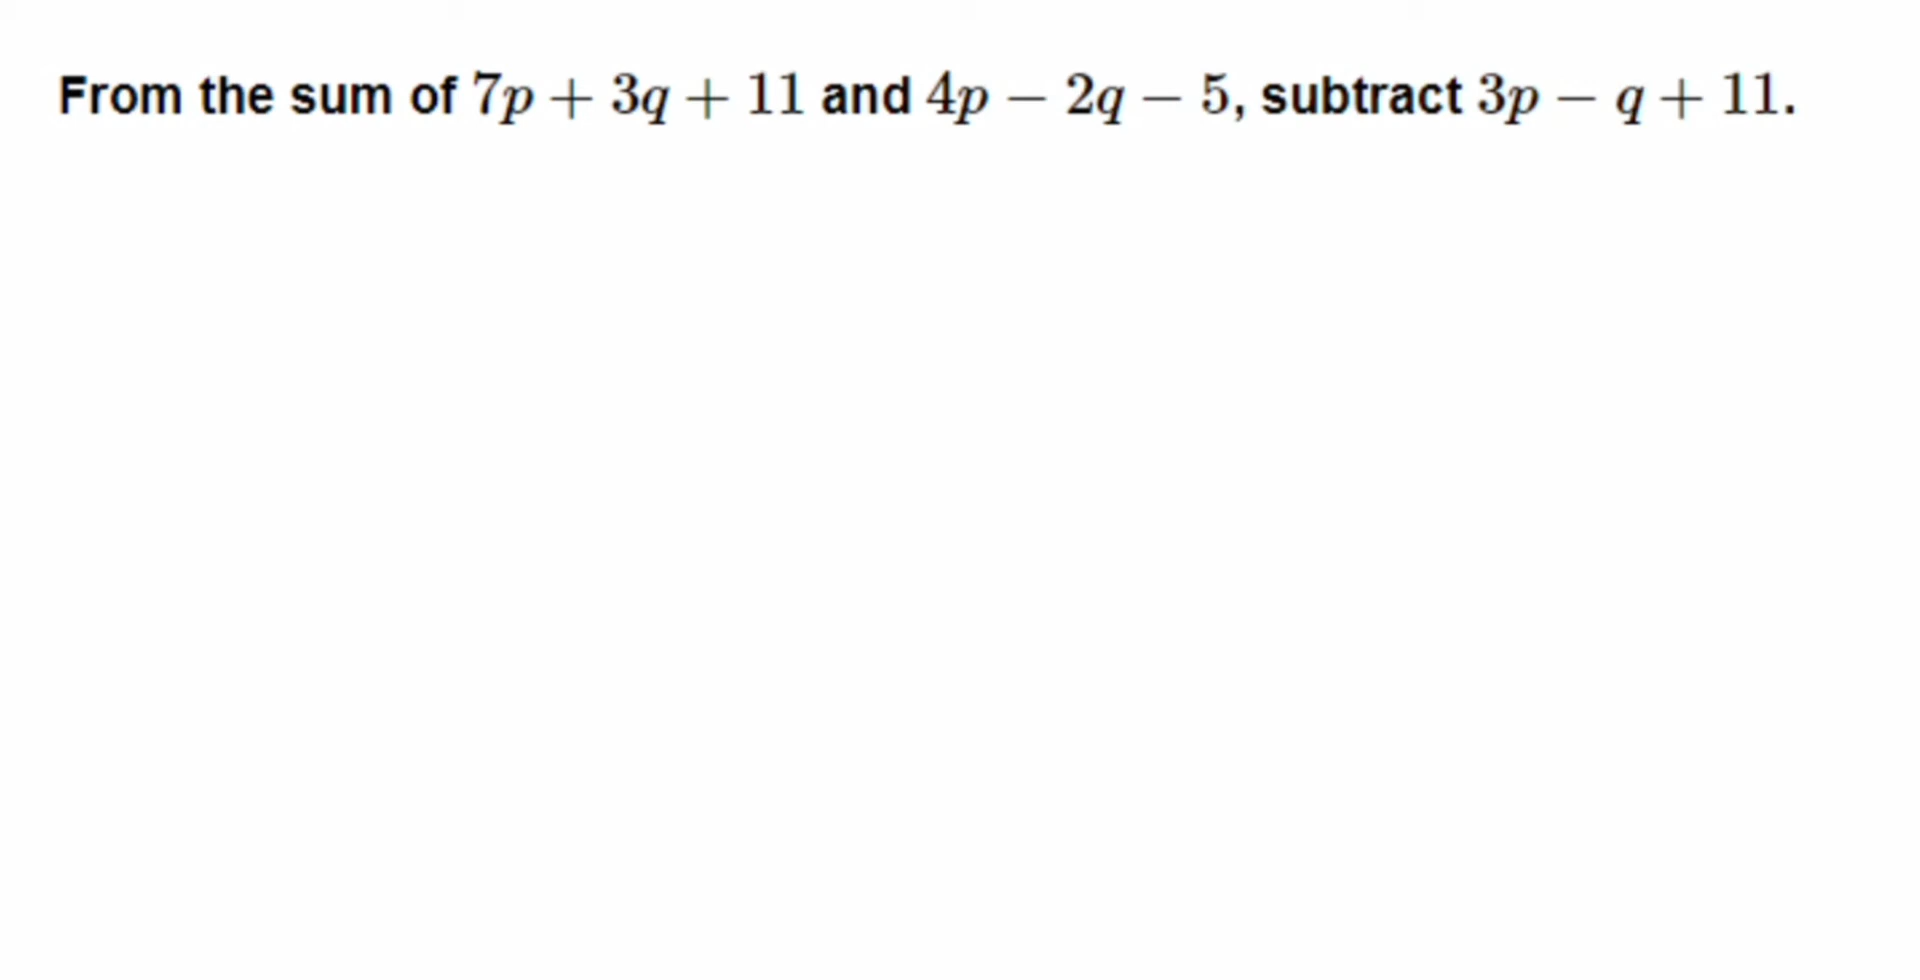 From the sum of 7p + 3q + 11 and 4p − 2q − 5, subtract 3p − q + 11.